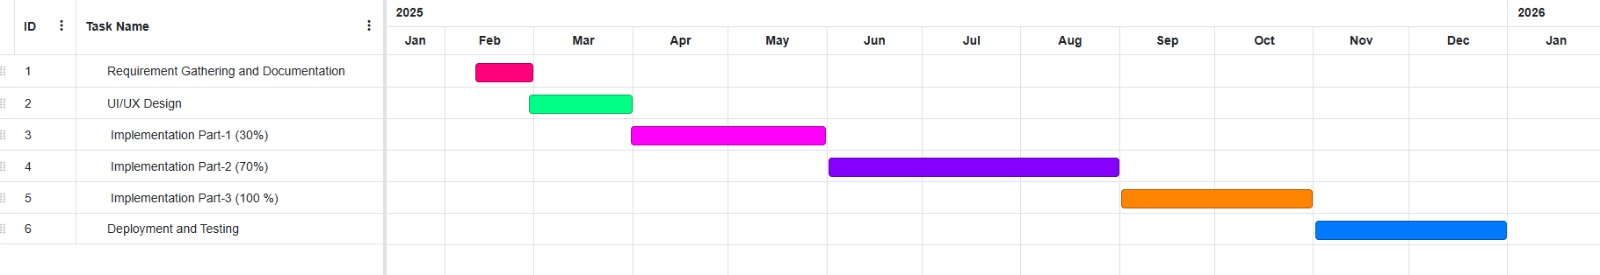 2025 2026
ID Task Name
Jan Feb Mar Apr May Jun Jul Aug Sep Oct Nov Dec Jan
1 Requirement Gathering and Documentation
2 UI/UX Design
3 Implementation Part-1 (30%)
4 Implementation Part-2 (70%)
5 Implementation Part-3 (100 %)
6 Deployment and Testing